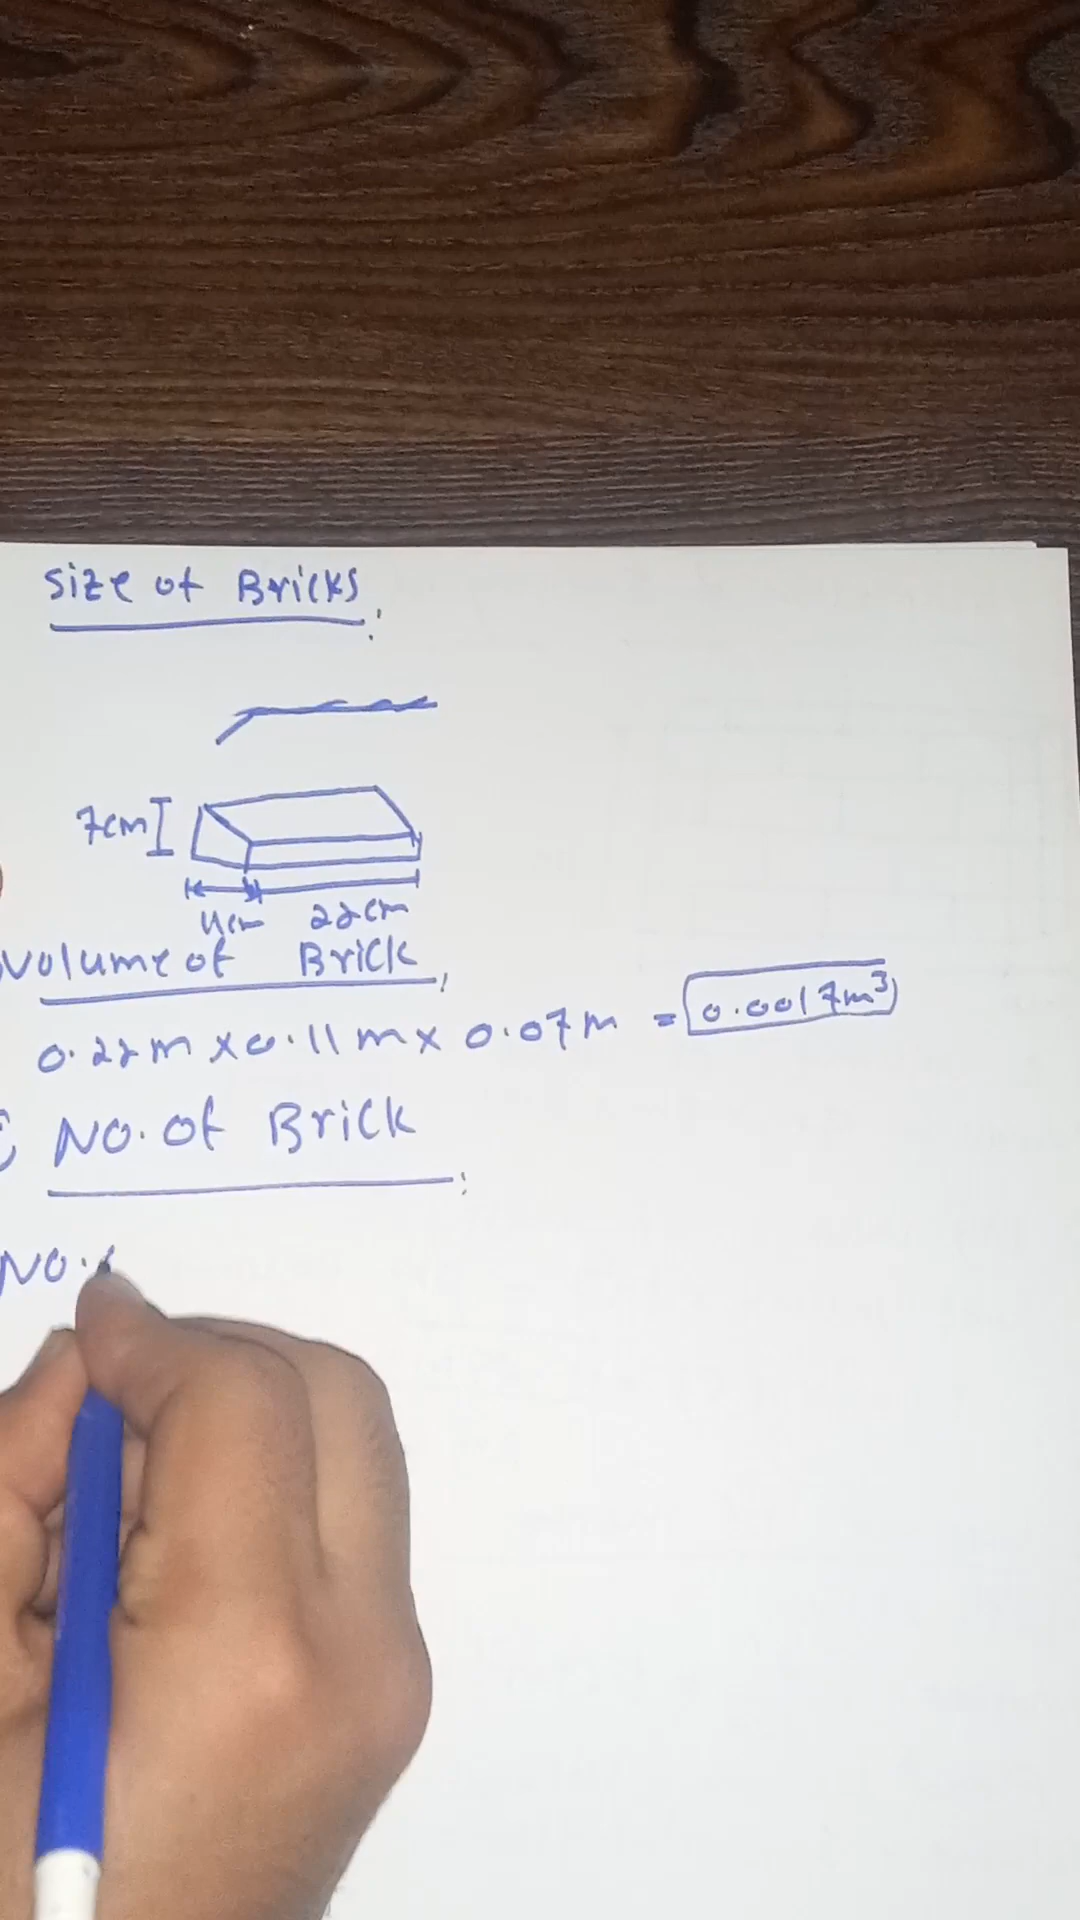 Size of Bricks:
7cm
11cm 22cm
Volume of Brick
0.22m x 0.11m x 0.07m = 0.0017m³
No. of Brick:
No.